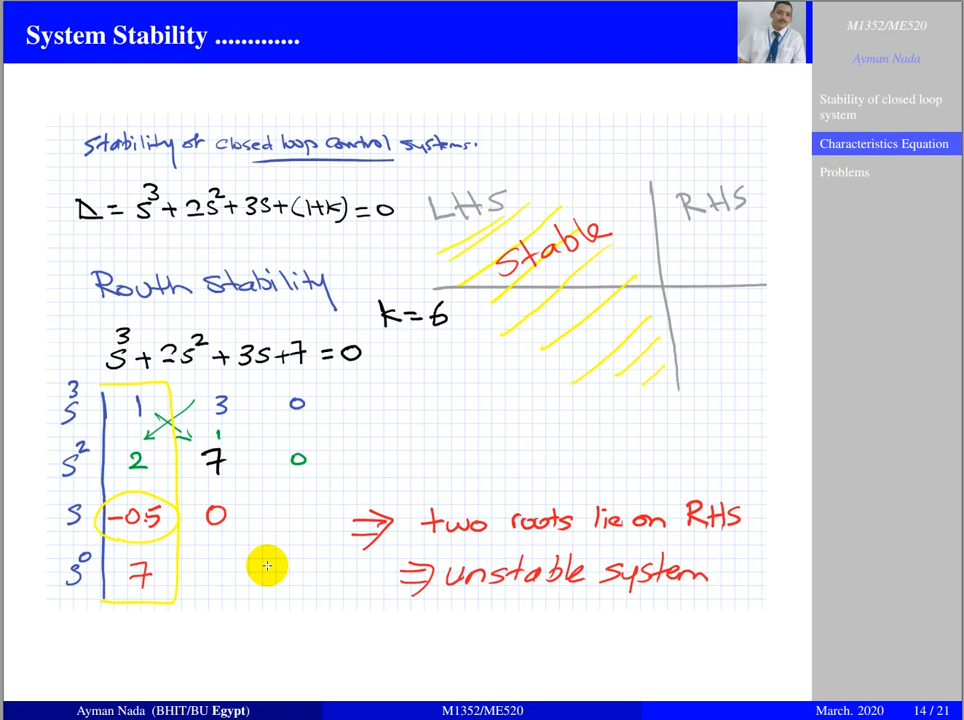 System Stability .............
M1352/ME520
Ayman Nada
Stability of closed loop
system
Characteristics Equation
Problems
Stability of closed loop control systems.
Δ = s³ + 2s² + 3s + (1+k) = 0
LHS
RHS
Stable
Routh Stability
k = 6
s³ + 2s² + 3s + 7 = 0
s³ 1 3 0
s² 2 7 0
s -0.5 0
⇒ two roots lie on RHS
s⁰ 7
⇒ unstable system
Ayman Nada (BHIT/BU Egypt)
M1352/ME520
March. 2020 14 / 21